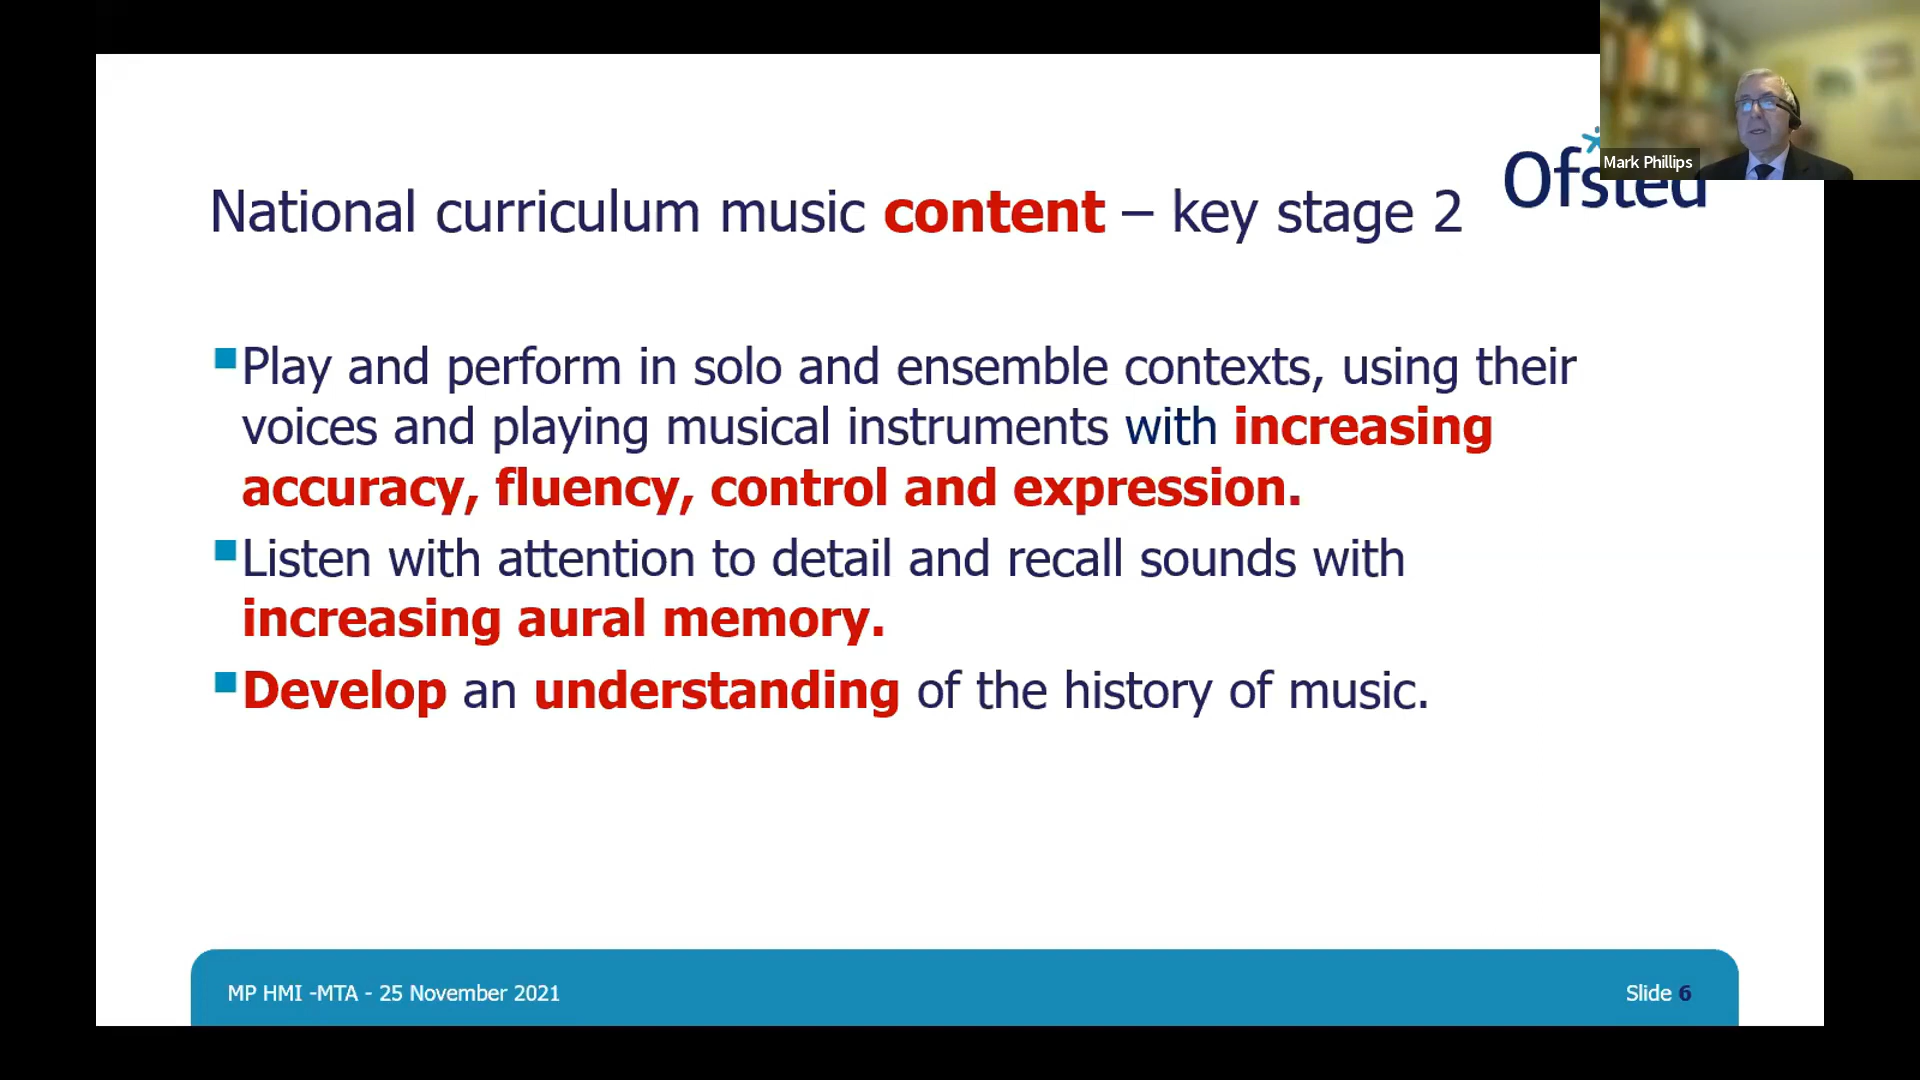 Mark Phillips
Ofsted
National curriculum music content – key stage 2
Play and perform in solo and ensemble contexts, using their
voices and playing musical instruments with increasing
accuracy, fluency, control and expression.
Listen with attention to detail and recall sounds with
increasing aural memory.
Develop an understanding of the history of music.
MP HMI -MTA - 25 November 2021
Slide 6